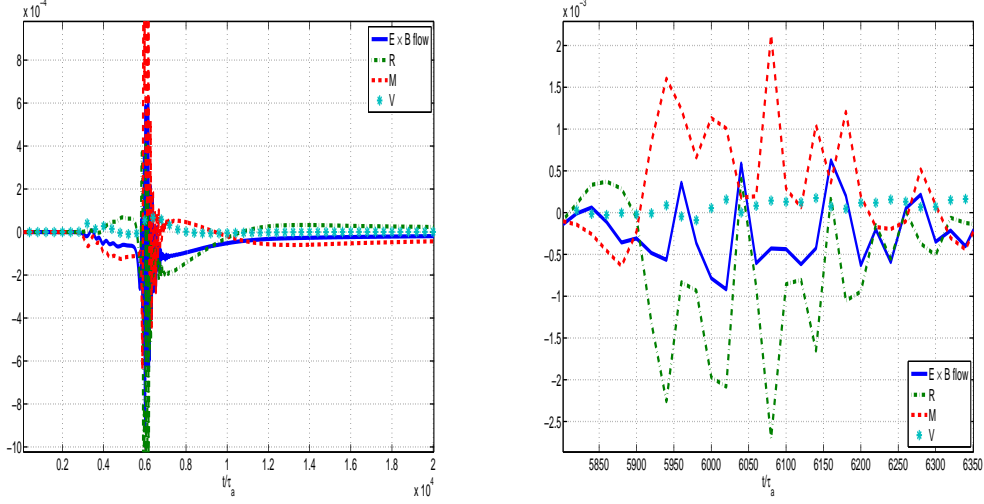 x 10⁻⁴
8
6
4
2
0
−2
−4
−6
−8
−10
0.2 0.4 0.6 0.8 1 1.2 1.4 1.6 1.8 2
x 10⁴
t/τₐ
E × B flow
R
M
V
x 10⁻³
2
1.5
1
0.5
0
−0.5
−1
−1.5
−2
−2.5
5850 5900 5950 6000 6050 6100 6150 6200 6250 6300 6350
t/τₐ
E × B flow
R
M
V